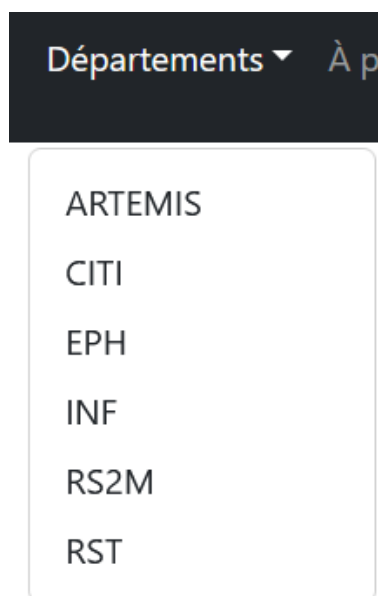 Départements À p
ARTEMIS
CITI
EPH
INF
RS2M
RST